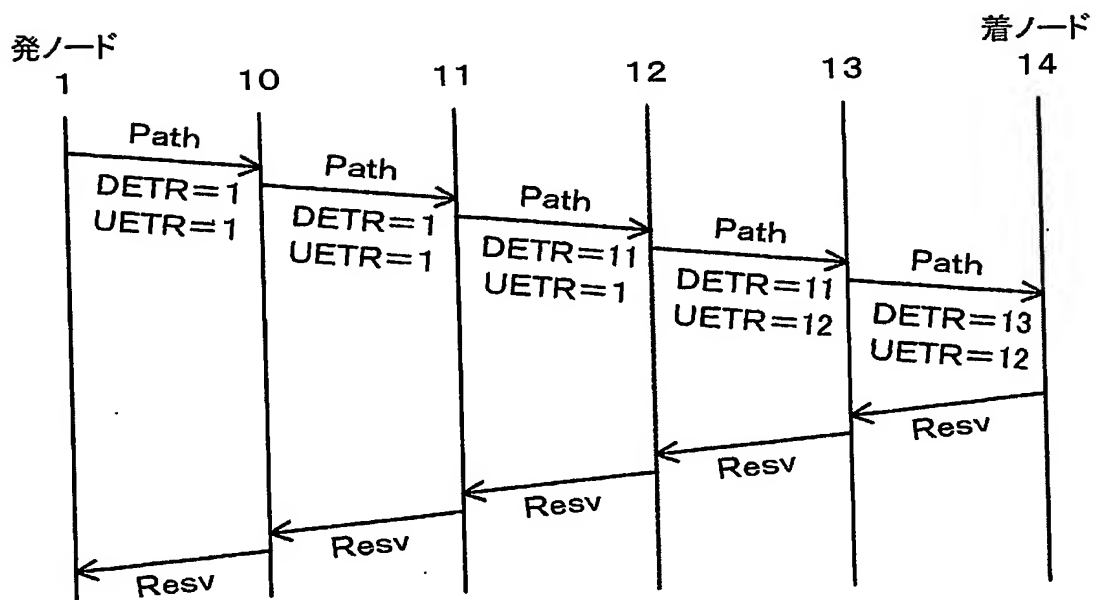 発ノード
着ノード
1
10
11
12
13
14
Path
DETR=1
UETR=1
Path
DETR=1
UETR=1
Path
DETR=11
UETR=1
Path
DETR=11
UETR=12
Path
DETR=13
UETR=12
Resv
Resv
Resv
Resv
Resv